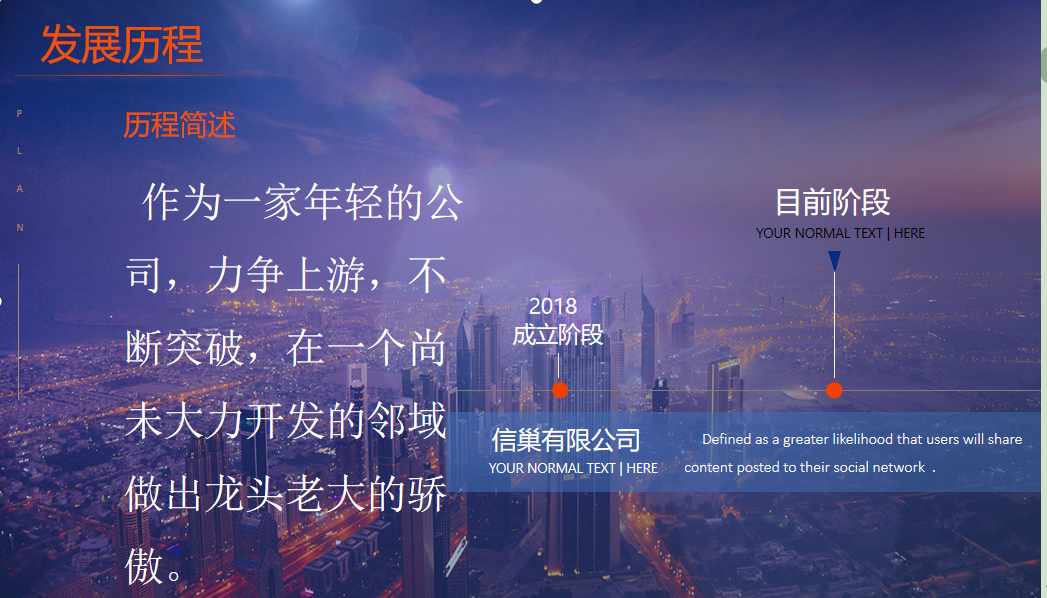 发展历程
PLAN
历程简述
作为一家年轻的公
司，力争上游，不
断突破，在一个尚
未大力开发的邻域
做出龙头老大的骄
傲。
2018
成立阶段
目前阶段
YOUR NORMAL TEXT | HERE
信巢有限公司
YOUR NORMAL TEXT | HERE
Defined as a greater likelihood that users will share
content posted to their social network .